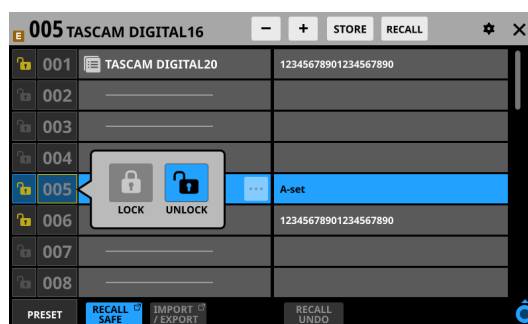 E 005 TASCAM DIGITAL16 - + STORE RECALL
001 TASCAM DIGITAL20 12345678901234567890
002
003
004
005 ... A-set
LOCK UNLOCK
006 12345678901234567890
007
008
PRESET
RECALL
SAFE
IMPORT
/ EXPORT
RECALL
UNDO